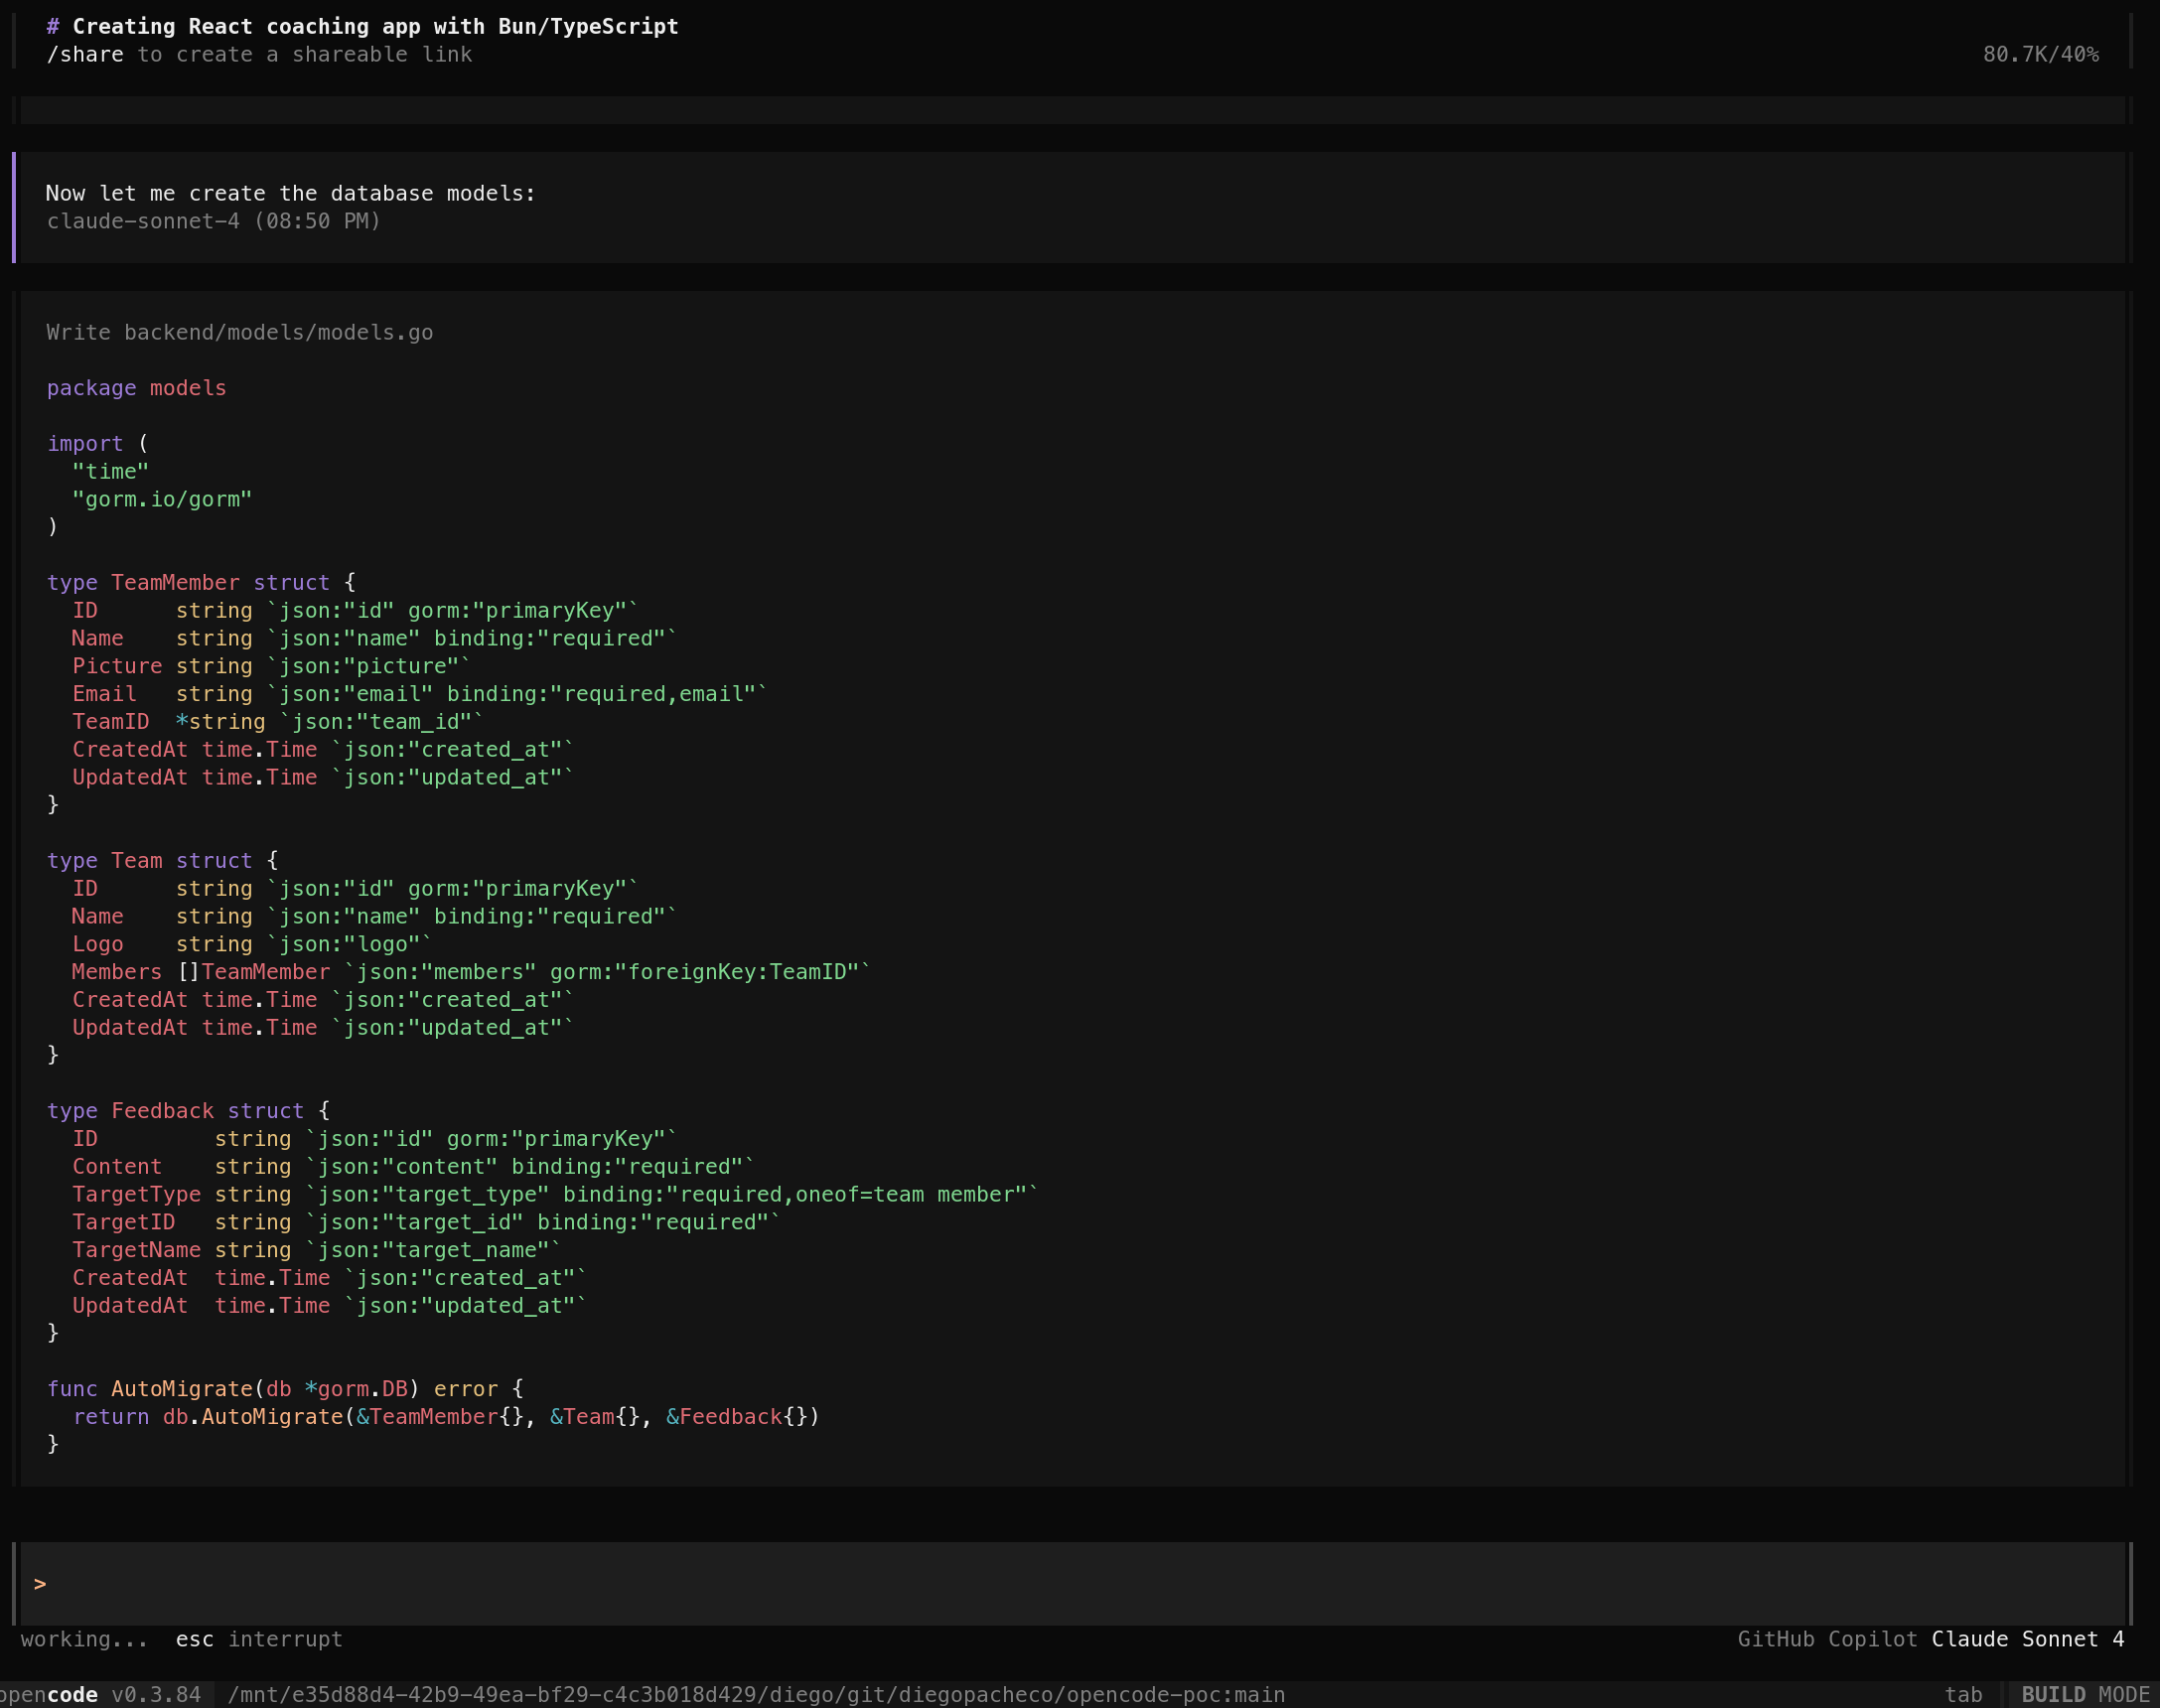 # Creating React coaching app with Bun/TypeScript
/share to create a shareable link 80.7K/40%
Now let me create the database models:
claude-sonnet-4 (08:50 PM)
Write backend/models/models.go
package models
import (
  "time"
  "gorm.io/gorm"
)
type TeamMember struct {
  ID      string `json:"id" gorm:"primaryKey"`
  Name    string `json:"name" binding:"required"`
  Picture string `json:"picture"`
  Email   string `json:"email" binding:"required,email"`
  TeamID  *string `json:"team_id"`
  CreatedAt time.Time `json:"created_at"`
  UpdatedAt time.Time `json:"updated_at"`
}
type Team struct {
  ID      string `json:"id" gorm:"primaryKey"`
  Name    string `json:"name" binding:"required"`
  Logo    string `json:"logo"`
  Members []TeamMember `json:"members" gorm:"foreignKey:TeamID"`
  CreatedAt time.Time `json:"created_at"`
  UpdatedAt time.Time `json:"updated_at"`
}
type Feedback struct {
  ID         string `json:"id" gorm:"primaryKey"`
  Content    string `json:"content" binding:"required"`
  TargetType string `json:"target_type" binding:"required,oneof=team member"`
  TargetID   string `json:"target_id" binding:"required"`
  TargetName string `json:"target_name"`
  CreatedAt  time.Time `json:"created_at"`
  UpdatedAt  time.Time `json:"updated_at"`
}
func AutoMigrate(db *gorm.DB) error {
  return db.AutoMigrate(&TeamMember{}, &Team{}, &Feedback{})
}
>
working... esc interrupt GitHub Copilot Claude Sonnet 4
opencode v0.3.84 /mnt/e35d88d4-42b9-49ea-bf29-c4c3b018d429/diego/git/diegopacheco/opencode-poc:main tab BUILD MODE